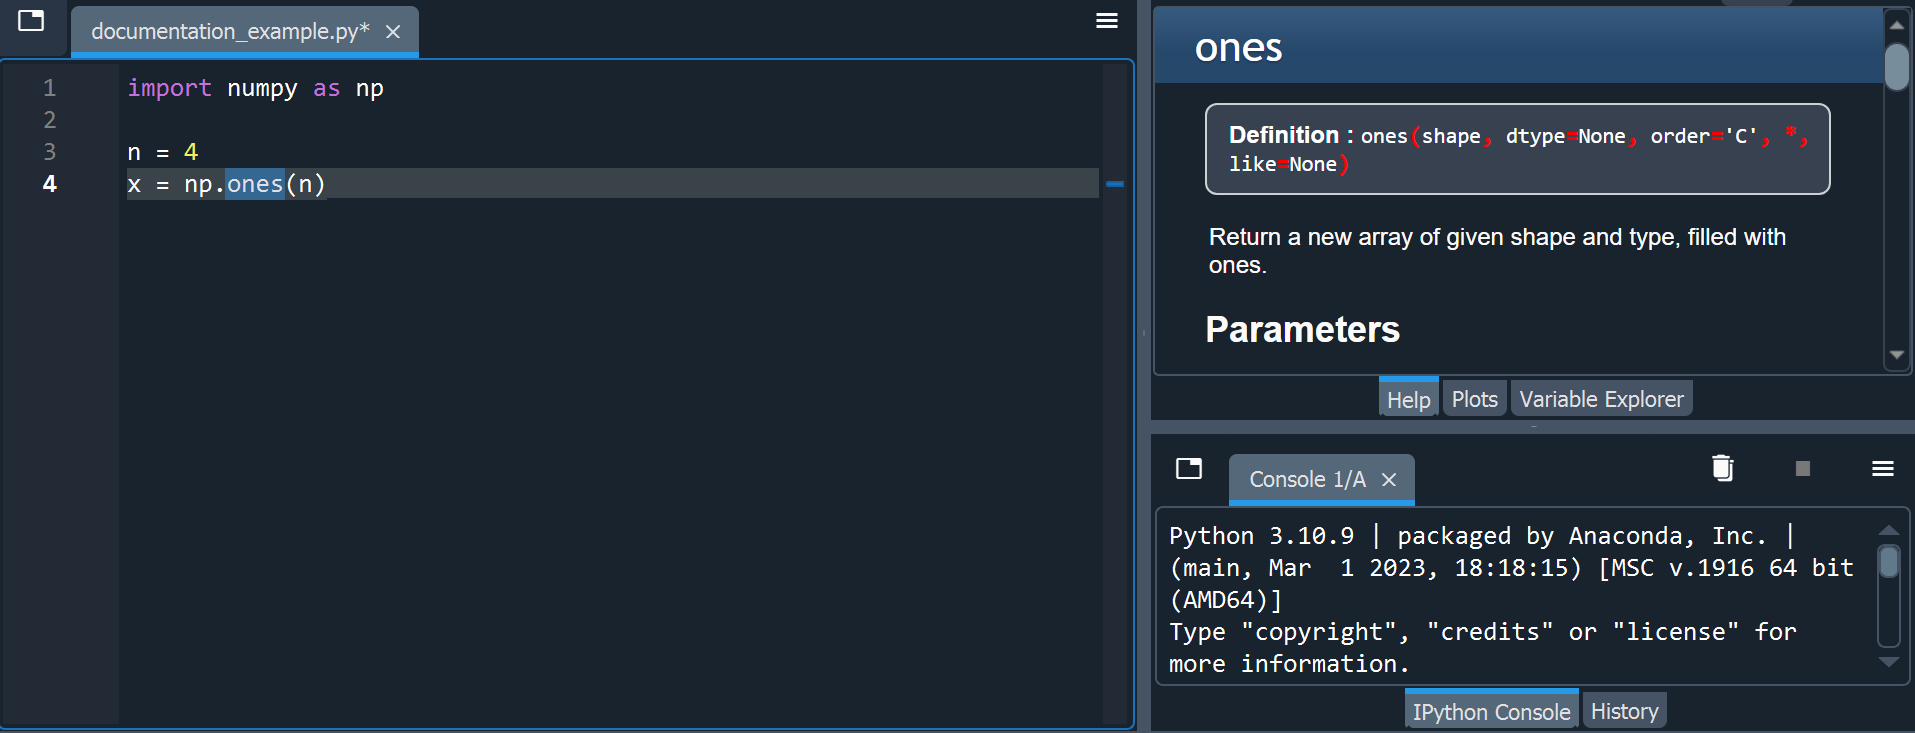 documentation_example.py*
1 import numpy as np
2
3 n = 4
4 x = np.ones(n)
ones
Definition : ones(shape, dtype=None, order='C', *,
like=None)
Return a new array of given shape and type, filled with
ones.
Parameters
Help Plots Variable Explorer
Console 1/A
Python 3.10.9 | packaged by Anaconda, Inc. |
(main, Mar  1 2023, 18:18:15) [MSC v.1916 64 bit
(AMD64)]
Type "copyright", "credits" or "license" for
more information.
IPython Console History